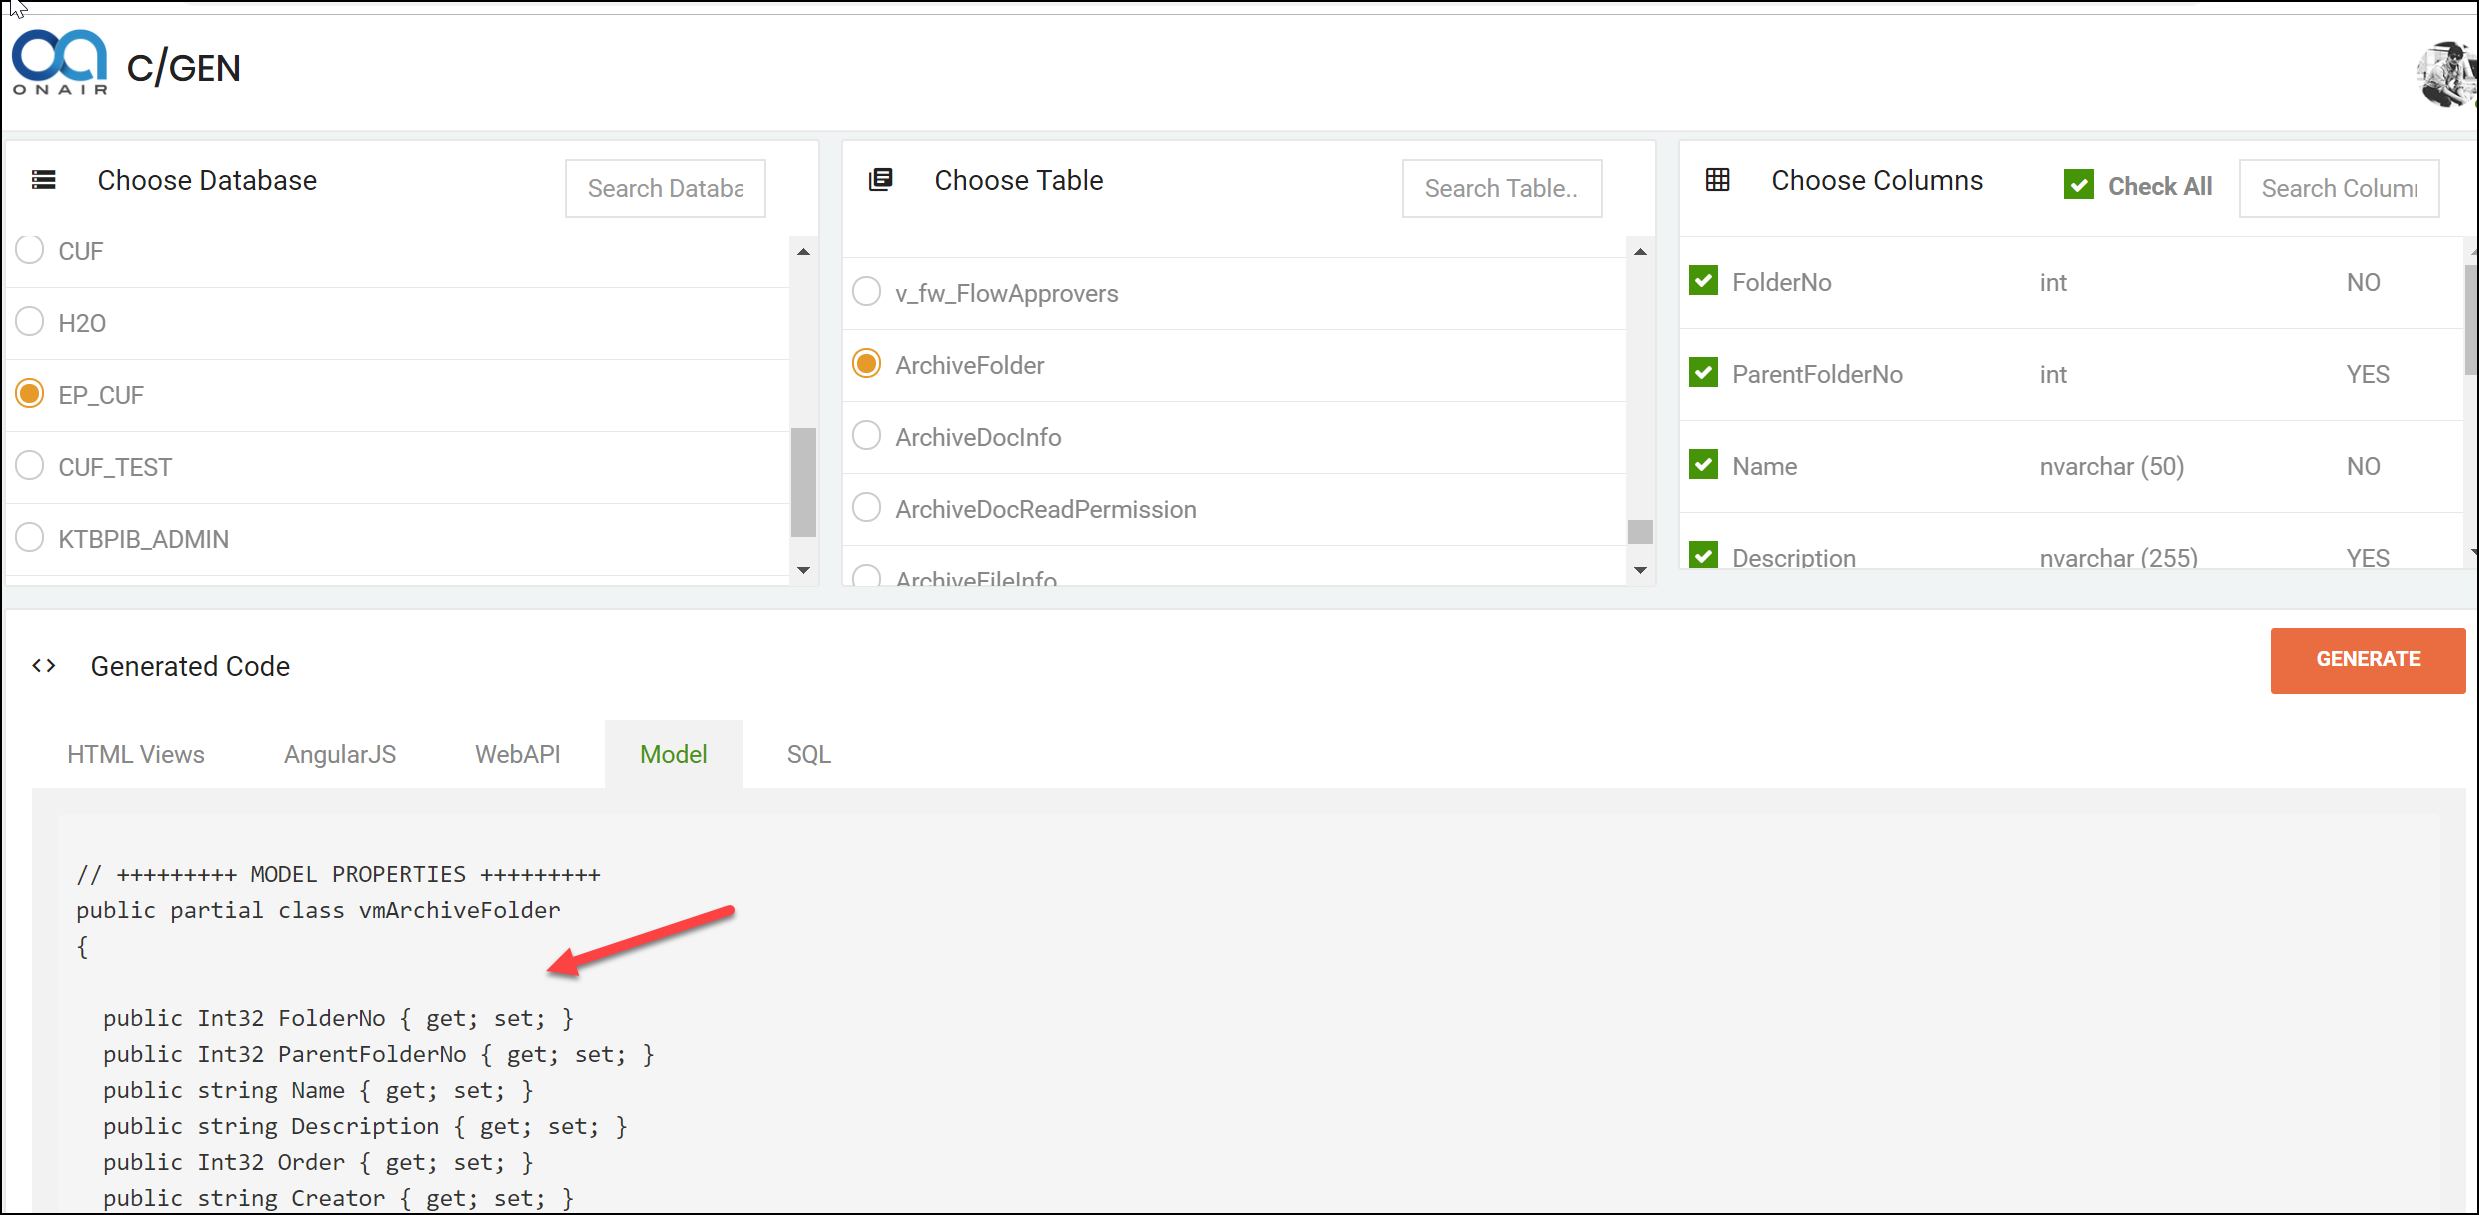 ONAIR
C/GEN
Choose Database
Search Databa
CUF
H2O
EP_CUF
CUF_TEST
KTBPIB_ADMIN
Choose Table
Search Table..
v_fw_FlowApprovers
ArchiveFolder
ArchiveDocInfo
ArchiveDocReadPermission
ArchiveFileInfo
Choose Columns
Check All
Search Colum
FolderNo int NO
ParentFolderNo int YES
Name nvarchar (50) NO
Description nvarchar (255) YES
<> Generated Code
GENERATE
HTML Views AngularJS WebAPI Model SQL
// +++++++++ MODEL PROPERTIES +++++++++
public partial class vmArchiveFolder
{
public Int32 FolderNo { get; set; }
public Int32 ParentFolderNo { get; set; }
public string Name { get; set; }
public string Description { get; set; }
public Int32 Order { get; set; }
public string Creator { get; set; }